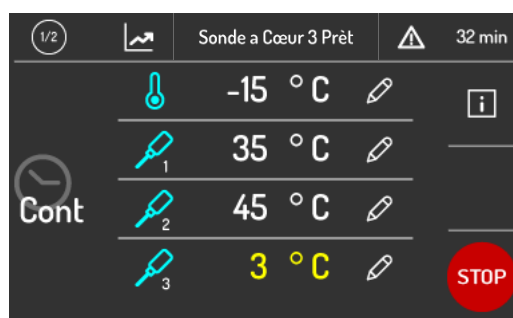 1/2
Sonde a Cœur 3 Prèt
32 min
-15 °C
i
35 °C
1
Cont
45 °C
2
3 °C
3
STOP